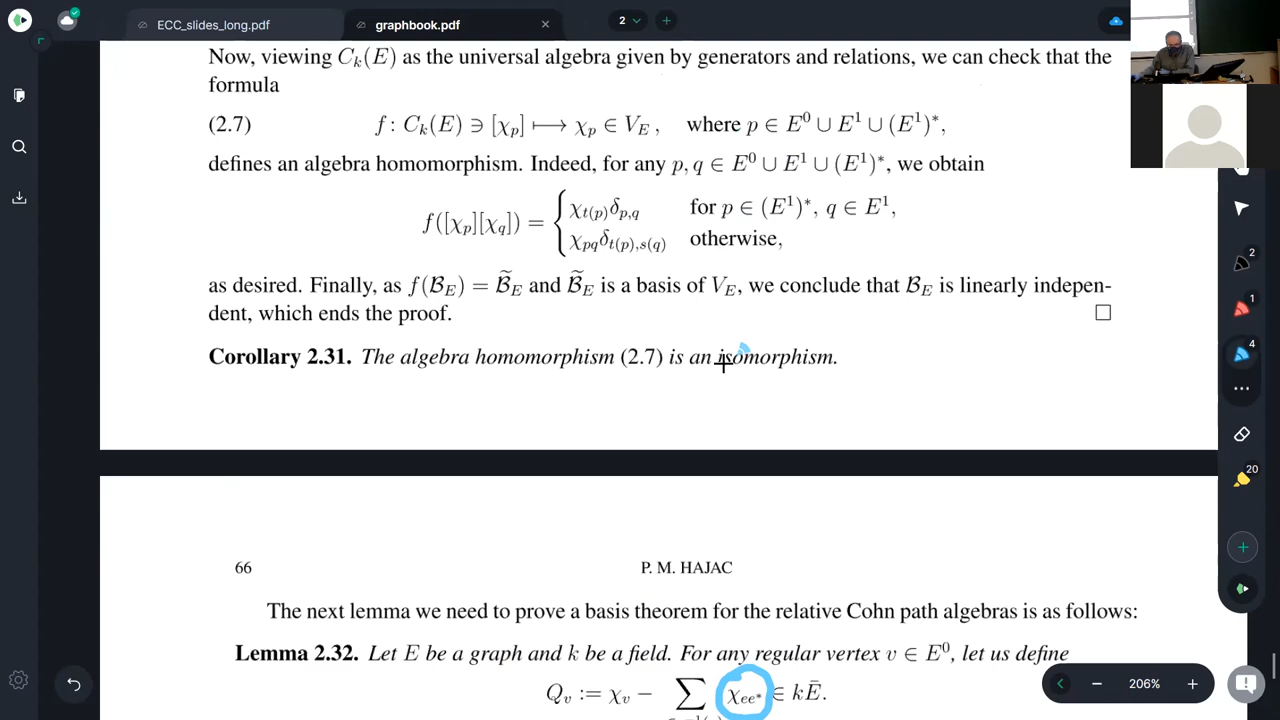 ECC_slides_long.pdf
graphbook.pdf
2
Now, viewing C_k(E) as the universal algebra given by generators and relations, we can check that the
formula
(2.7) f : C_k(E) ∋ [χ_p] ⟼ χ_p ∈ V_E , where p ∈ E^0 ∪ E^1 ∪ (E^1)^*,
defines an algebra homomorphism. Indeed, for any p, q ∈ E^0 ∪ E^1 ∪ (E^1)^*, we obtain
f([χ_p][χ_q]) = { χ_{t(p)} δ_{p,q} for p ∈ (E^1)^*, q ∈ E^1,
χ_{pq} δ_{t(p),s(q)} otherwise,
as desired. Finally, as f(ℬ_E) = ℬ̃_E and ℬ̃_E is a basis of V_E, we conclude that ℬ_E is linearly indepen-
dent, which ends the proof. □
Corollary 2.31. The algebra homomorphism (2.7) is an isomorphism.
66 P. M. HAJAC
The next lemma we need to prove a basis theorem for the relative Cohn path algebras is as follows:
Lemma 2.32. Let E be a graph and k be a field. For any regular vertex v ∈ E^0, let us define
Q_v := χ_v − ∑ χ_{ee^*} ∈ kĒ.
2
1
4
20
206%